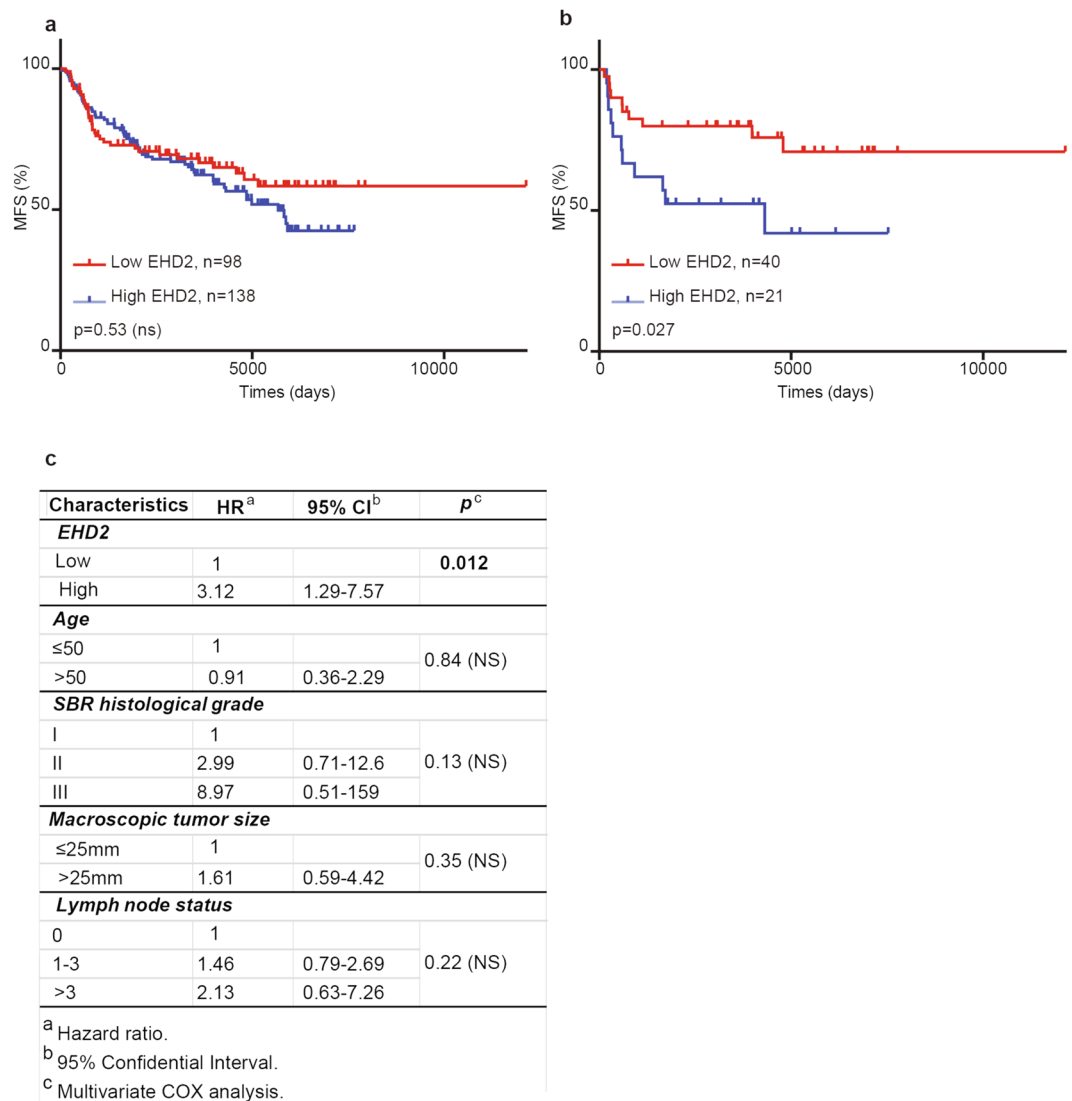 a
100
50
0
MFS (%)
Low EHD2, n=98
High EHD2, n=138
p=0.53 (ns)
0 5000 10000
Times (days)
b
100
50
0
MFS (%)
Low EHD2, n=40
High EHD2, n=21
p=0.027
0 5000 10000
Times (days)
c
Characteristics HR^a 95% CI^b p^c
EHD2
Low 1 0.012
High 3.12 1.29-7.57
Age
≤50 1
0.84 (NS)
>50 0.91 0.36-2.29
SBR histological grade
I 1
II 2.99 0.71-12.6 0.13 (NS)
III 8.97 0.51-159
Macroscopic tumor size
≤25mm 1
0.35 (NS)
>25mm 1.61 0.59-4.42
Lymph node status
0 1
1-3 1.46 0.79-2.69 0.22 (NS)
>3 2.13 0.63-7.26
a Hazard ratio.
b 95% Confidential Interval.
c Multivariate COX analysis.